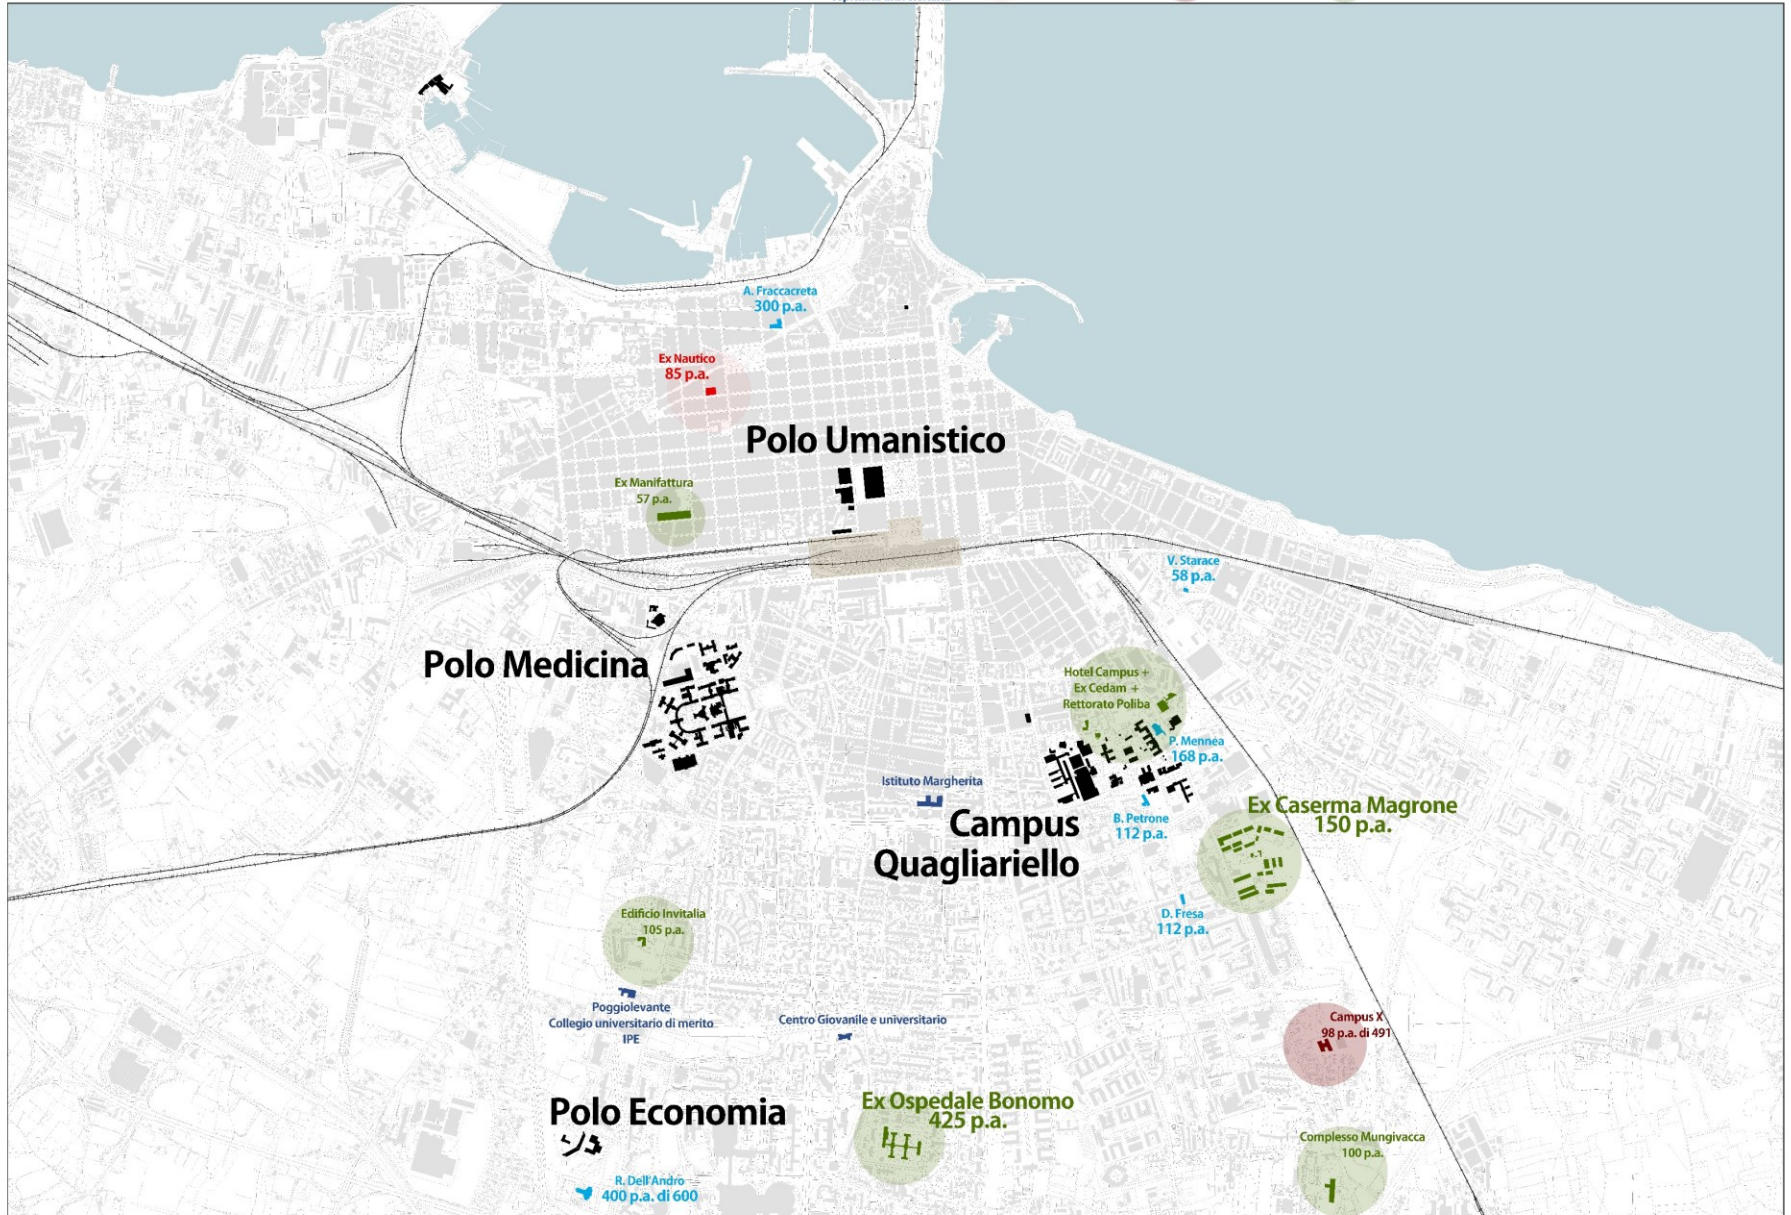 A. Fraccacreta
300 p.a.
Ex Nautico
85 p.a.
Polo Umanistico
Ex Manifattura
57 p.a.
V. Starace
58 p.a.
Polo Medicina
Hotel Campus +
Ex Cedam +
Rettorato Poliba
P. Mennea
168 p.a.
Istituto Margherita
B. Petrone
112 p.a.
Campus
Quagliariello
Ex Caserma Magrone
150 p.a.
D. Fresa
112 p.a.
Edificio Invitalia
105 p.a.
Poggiolevante
Collegio universitario di merito
IPE
Centro Giovanile e universitario
Campus X
98 p.a. di 491
Polo Economia
Ex Ospedale Bonomo
425 p.a.
Complesso Mungivacca
100 p.a.
R. Dell'Andro
400 p.a. di 600